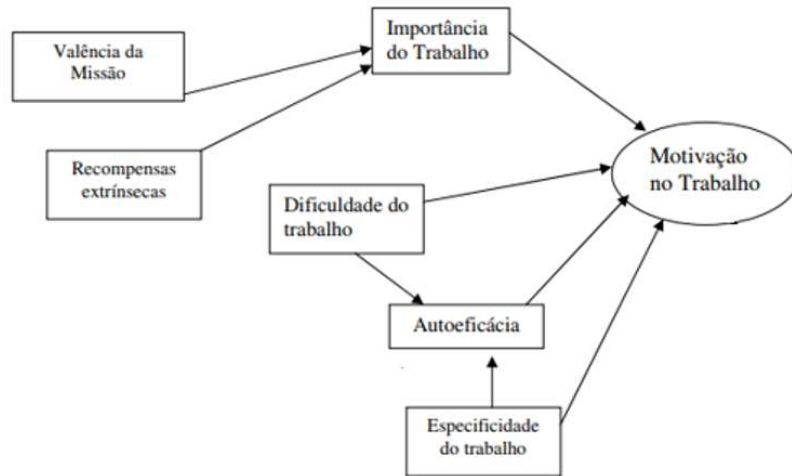 Importância
do Trabalho
Valência da
Missão
Recompensas
extrínsecas
Motivação
no Trabalho
Dificuldade do
trabalho
Autoeficácia
Especificidade
do trabalho